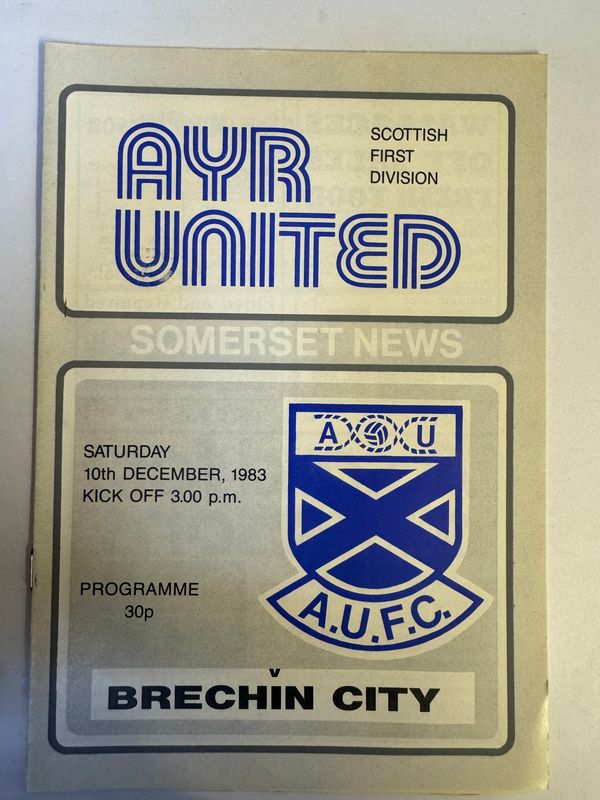 AYR
UNITED
SCOTTISH
FIRST
DIVISION
SOMERSET NEWS
SATURDAY
10th DECEMBER, 1983
KICK OFF 3.00 p.m.
PROGRAMME
30p
A U
A.U.F.C.
v
BRECHIN CITY